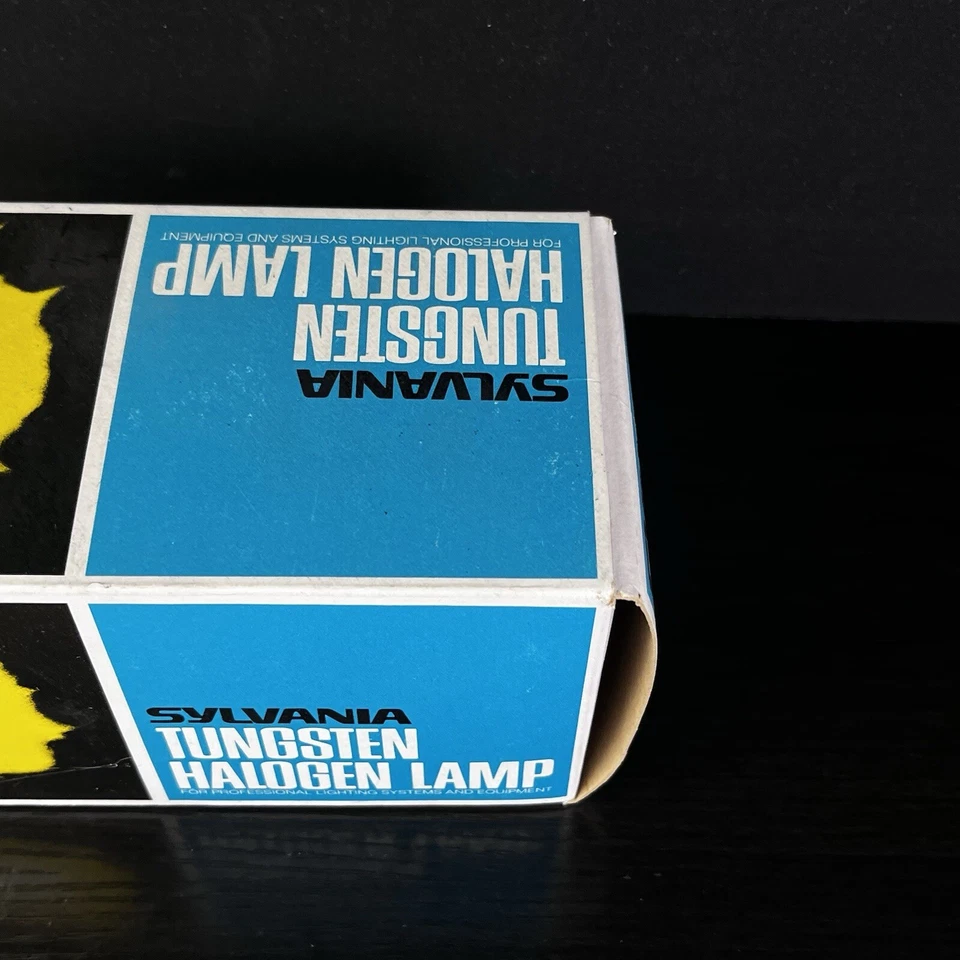 SYLVANIA
TUNGSTEN
HALOGEN LAMP
FOR PROFESSIONAL LIGHTING SYSTEMS AND EQUIPMENT
SYLVANIA
TUNGSTEN
HALOGEN LAMP
FOR PROFESSIONAL LIGHTING SYSTEMS AND EQUIPMENT